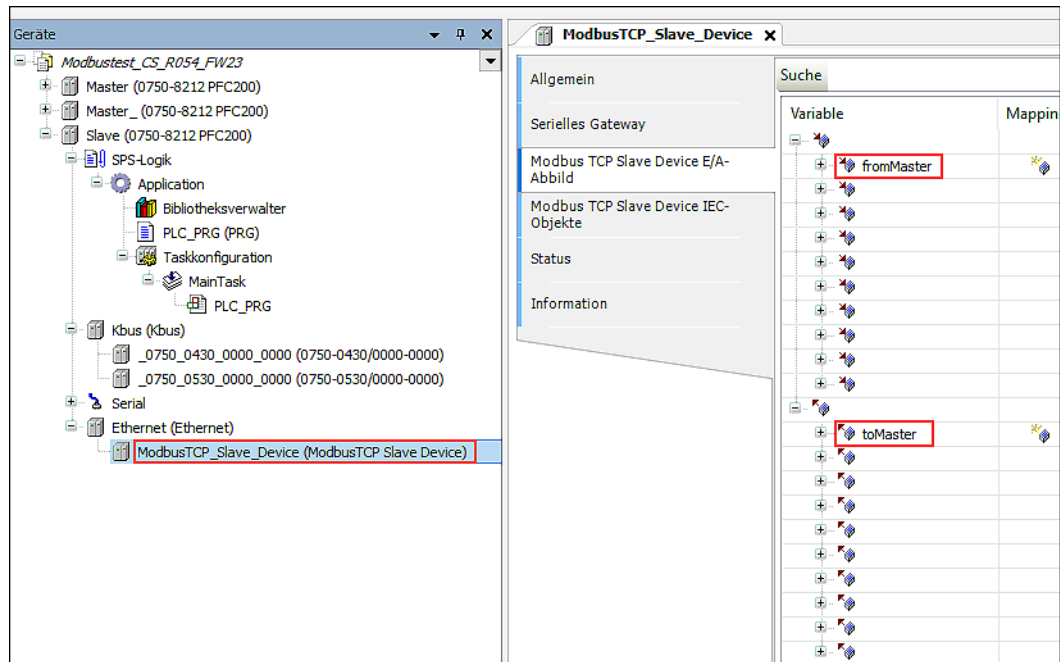 Geräte
Modbustest_CS_R054_FW23
Master (0750-8212 PFC200)
Master_ (0750-8212 PFC200)
Slave (0750-8212 PFC200)
SPS-Logik
Application
Bibliotheksverwalter
PLC_PRG (PRG)
Taskkonfiguration
MainTask
PLC_PRG
Kbus (Kbus)
_0750_0430_0000_0000 (0750-0430/0000-0000)
_0750_0530_0000_0000 (0750-0530/0000-0000)
Serial
Ethernet (Ethernet)
ModbusTCP_Slave_Device (ModbusTCP Slave Device)
ModbusTCP_Slave_Device
Allgemein
Serielles Gateway
Modbus TCP Slave Device E/A-
Abbild
Modbus TCP Slave Device IEC-
Objekte
Status
Information
Suche
Variable Mappin
fromMaster
toMaster